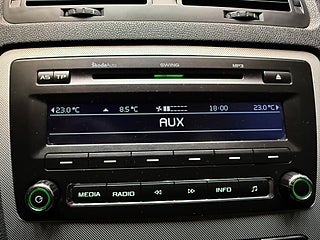 ŠkodaAuto SWING MP3
AS TP
23.0°C 8.5°C 18:00 23.0°C
AUX
MEDIA RADIO INFO